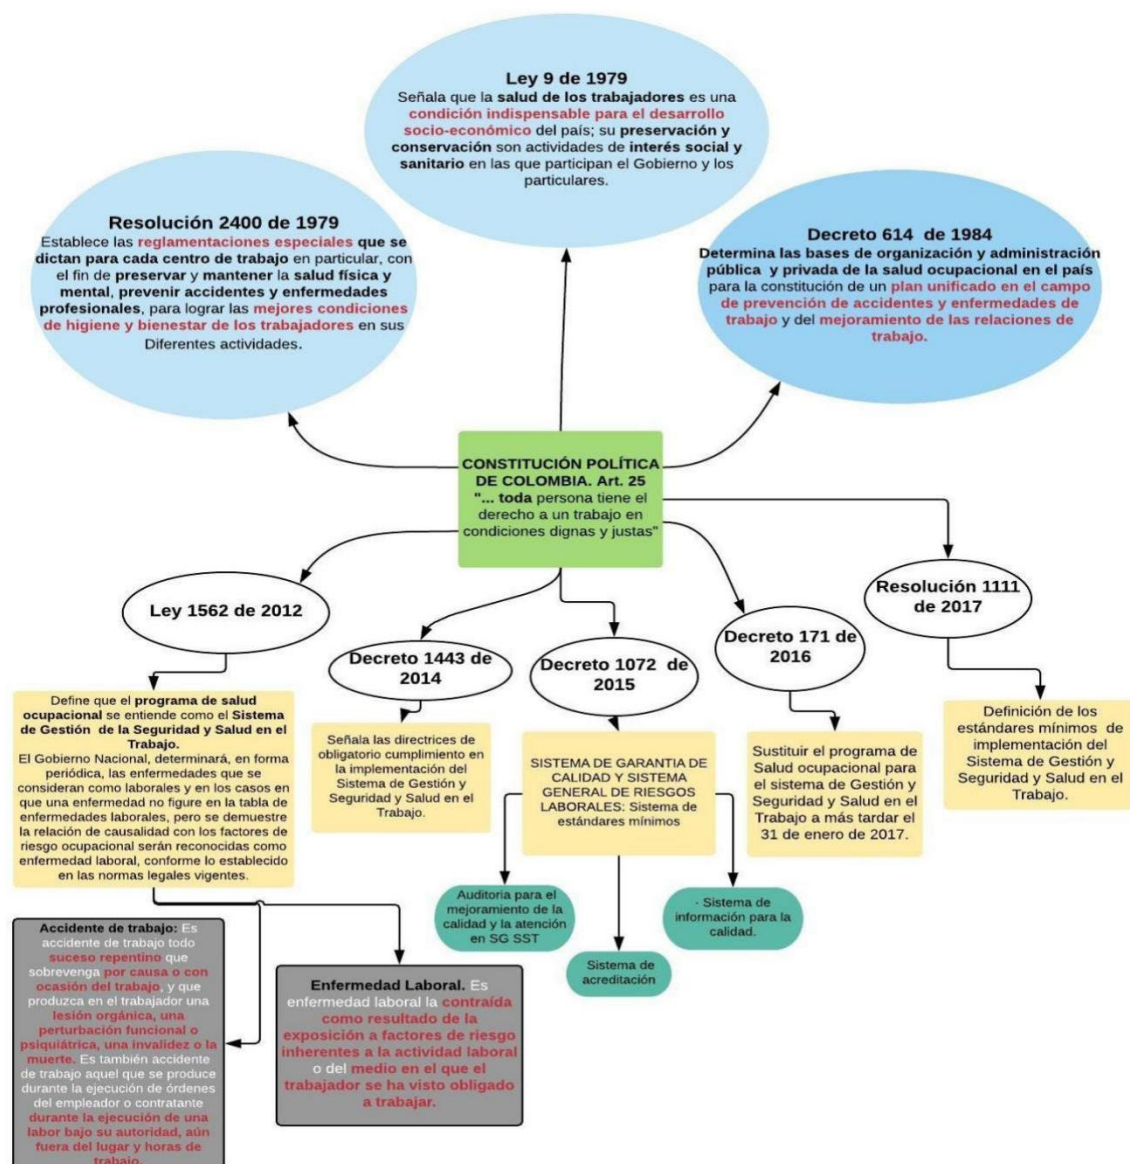 Ley 9 de 1979
Señala que la salud de los trabajadores es una
condición indispensable para el desarrollo
socio-económico del país; su preservación y
conservación son actividades de interés social y
sanitario en las que participan el Gobierno y los
particulares.
Resolución 2400 de 1979
Establece las reglamentaciones especiales que se
dictan para cada centro de trabajo en particular, con
el fin de preservar y mantener la salud física y
mental, prevenir accidentes y enfermedades
profesionales, para lograr las mejores condiciones
de higiene y bienestar de los trabajadores en sus
Diferentes actividades.
Decreto 614 de 1984
Determina las bases de organización y administración
pública y privada de la salud ocupacional en el país
para la constitución de un plan unificado en el campo
de prevención de accidentes y enfermedades de
trabajo y del mejoramiento de las relaciones de
trabajo.
CONSTITUCIÓN POLÍTICA
DE COLOMBIA. Art. 25
"... toda persona tiene el
derecho a un trabajo en
condiciones dignas y justas"
Ley 1562 de 2012
Decreto 1443 de
2014
Decreto 1072 de
2015
Decreto 171 de
2016
Resolución 1111
de 2017
Define que el programa de salud
ocupacional se entiende como el Sistema
de Gestión de la Seguridad y Salud en el
Trabajo.
El Gobierno Nacional, determinará, en forma
periódica, las enfermedades que se
consideran como laborales y en los casos en
que una enfermedad no figure en la tabla de
enfermedades laborales, pero se demuestre
la relación de causalidad con los factores de
riesgo ocupacional serán reconocidas como
enfermedad laboral, conforme lo establecido
en las normas legales vigentes.
Señala las directrices de
obligatorio cumplimiento en
la implementación del
Sistema de Gestión y
Seguridad y Salud en el
Trabajo.
SISTEMA DE GARANTIA DE
CALIDAD Y SISTEMA
GENERAL DE RIESGOS
LABORALES: Sistema de
estándares mínimos
Sustituir el programa de
Salud ocupacional para
el sistema de Gestión y
Seguridad y Salud en el
Trabajo a más tardar el
31 de enero de 2017.
Definición de los
estándares mínimos de
implementación del
Sistema de Gestión y
Seguridad y Salud en el
Trabajo.
Auditoria para el
mejoramiento de la
calidad y la atención
en SG SST
Sistema de
acreditación
- Sistema de
información para la
calidad.
Accidente de trabajo: Es
accidente de trabajo todo
suceso repentino que
sobrevenga por causa o con
ocasión del trabajo, y que
produzca en el trabajador una
lesión orgánica, una
perturbación funcional o
psiquiátrica, una invalidez o la
muerte. Es también accidente
de trabajo aquel que se produce
durante la ejecución de órdenes
del empleador o contratante
durante la ejecución de una
labor bajo su autoridad, aún
fuera del lugar y horas de
trabajo.
Enfermedad Laboral. Es
enfermedad laboral la contraída
como resultado de la
exposición a factores de riesgo
inherentes a la actividad laboral
o del medio en el que
el trabajador se ha visto obligado
a trabajar.